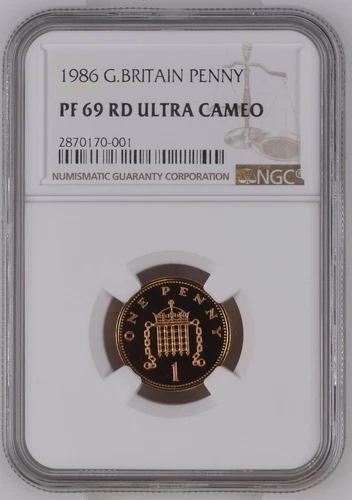 1986 G.BRITAIN PENNY
PF 69 RD ULTRA CAMEO
2870170-001
NUMISMATIC GUARANTY CORPORATION
NGC
ONE PENNY
1